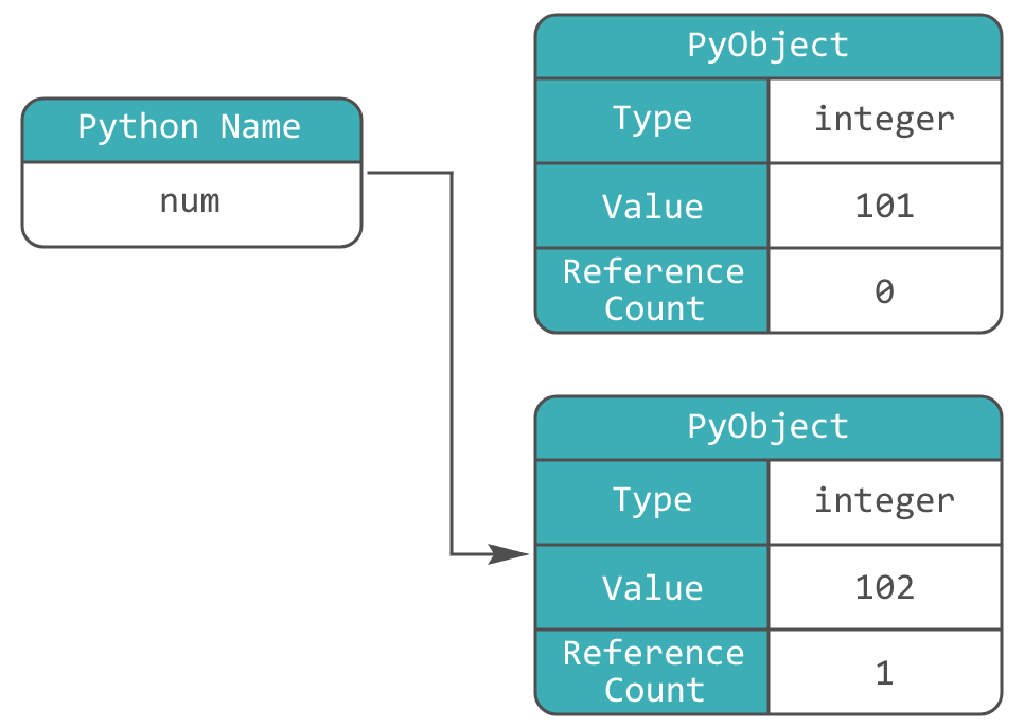 Python Name
num
PyObject
Type integer
Value 101
Reference
Count 0
PyObject
Type integer
Value 102
Reference
Count 1